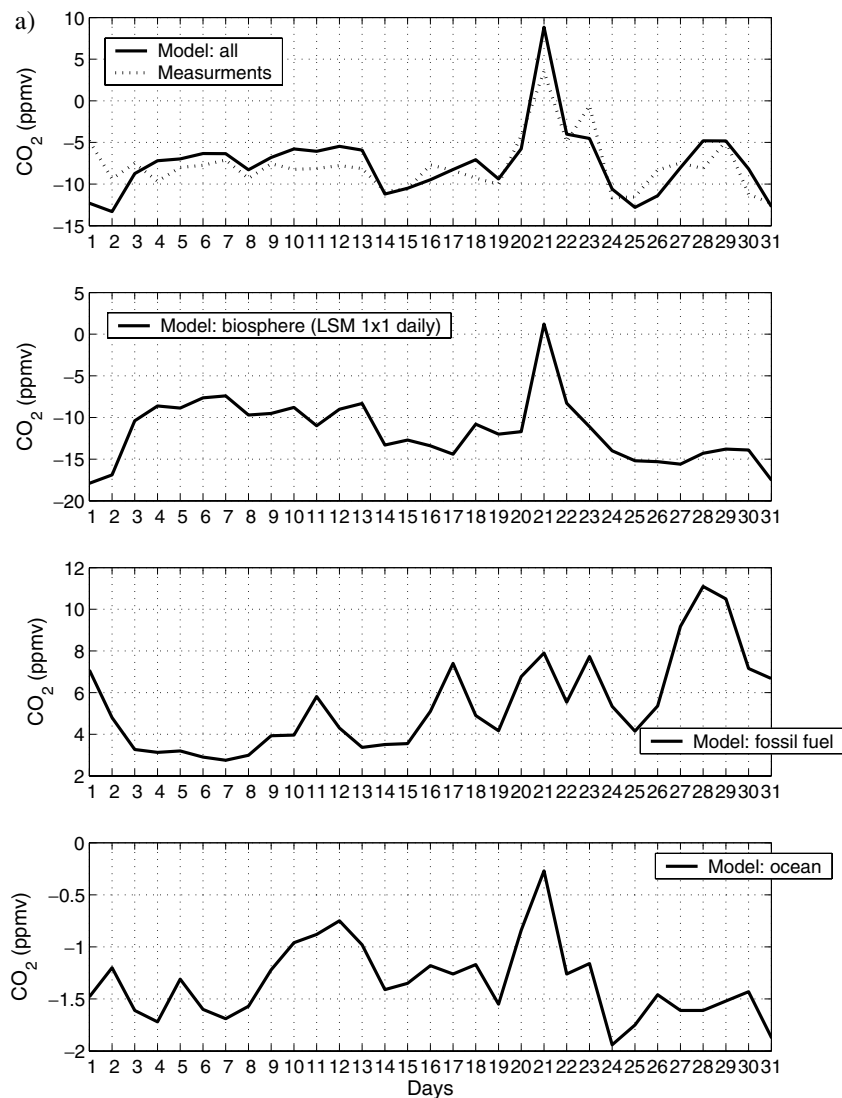 a)
CO2 (ppmv)
10
5
0
−5
−10
−15
Model: all
Measurments
1 2 3 4 5 6 7 8 9 10 11 12 13 14 15 16 17 18 19 20 21 22 23 24 25 26 27 28 29 30 31
CO2 (ppmv)
5
0
−5
−10
−15
−20
Model: biosphere (LSM 1x1 daily)
1 2 3 4 5 6 7 8 9 10 11 12 13 14 15 16 17 18 19 20 21 22 23 24 25 26 27 28 29 30 31
CO2 (ppmv)
12
10
8
6
4
2
Model: fossil fuel
1 2 3 4 5 6 7 8 9 10 11 12 13 14 15 16 17 18 19 20 21 22 23 24 25 26 27 28 29 30 31
CO2 (ppmv)
0
−0.5
−1
−1.5
−2
Model: ocean
1 2 3 4 5 6 7 8 9 10 11 12 13 14 15 16 17 18 19 20 21 22 23 24 25 26 27 28 29 30 31
Days